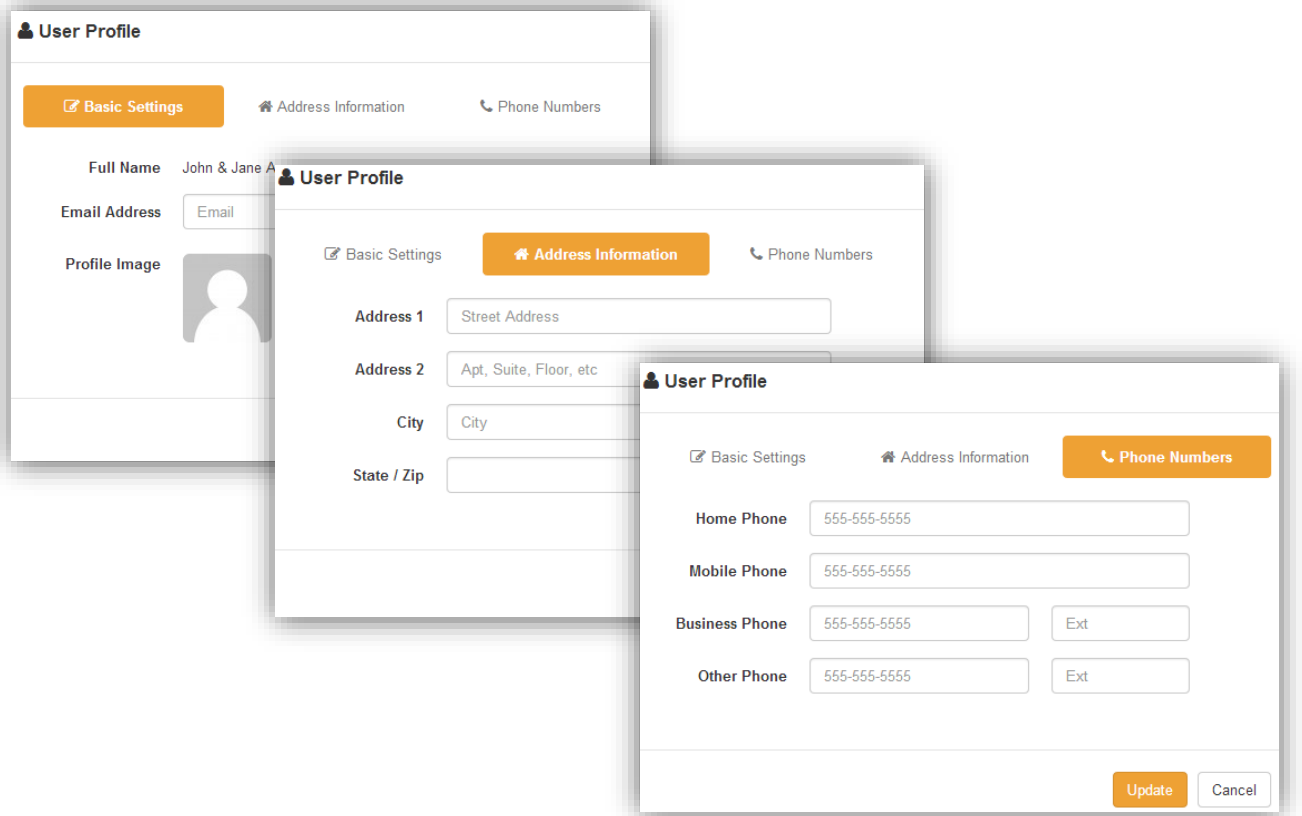 User Profile
Basic Settings Address Information Phone Numbers
Full Name John & Jane A
Email Address Email
Profile Image
User Profile
Basic Settings Address Information Phone Numbers
Address 1 Street Address
Address 2 Apt, Suite, Floor, etc
City City
State / Zip
User Profile
Basic Settings Address Information Phone Numbers
Home Phone 555-555-5555
Mobile Phone 555-555-5555
Business Phone 555-555-5555 Ext
Other Phone 555-555-5555 Ext
Update Cancel